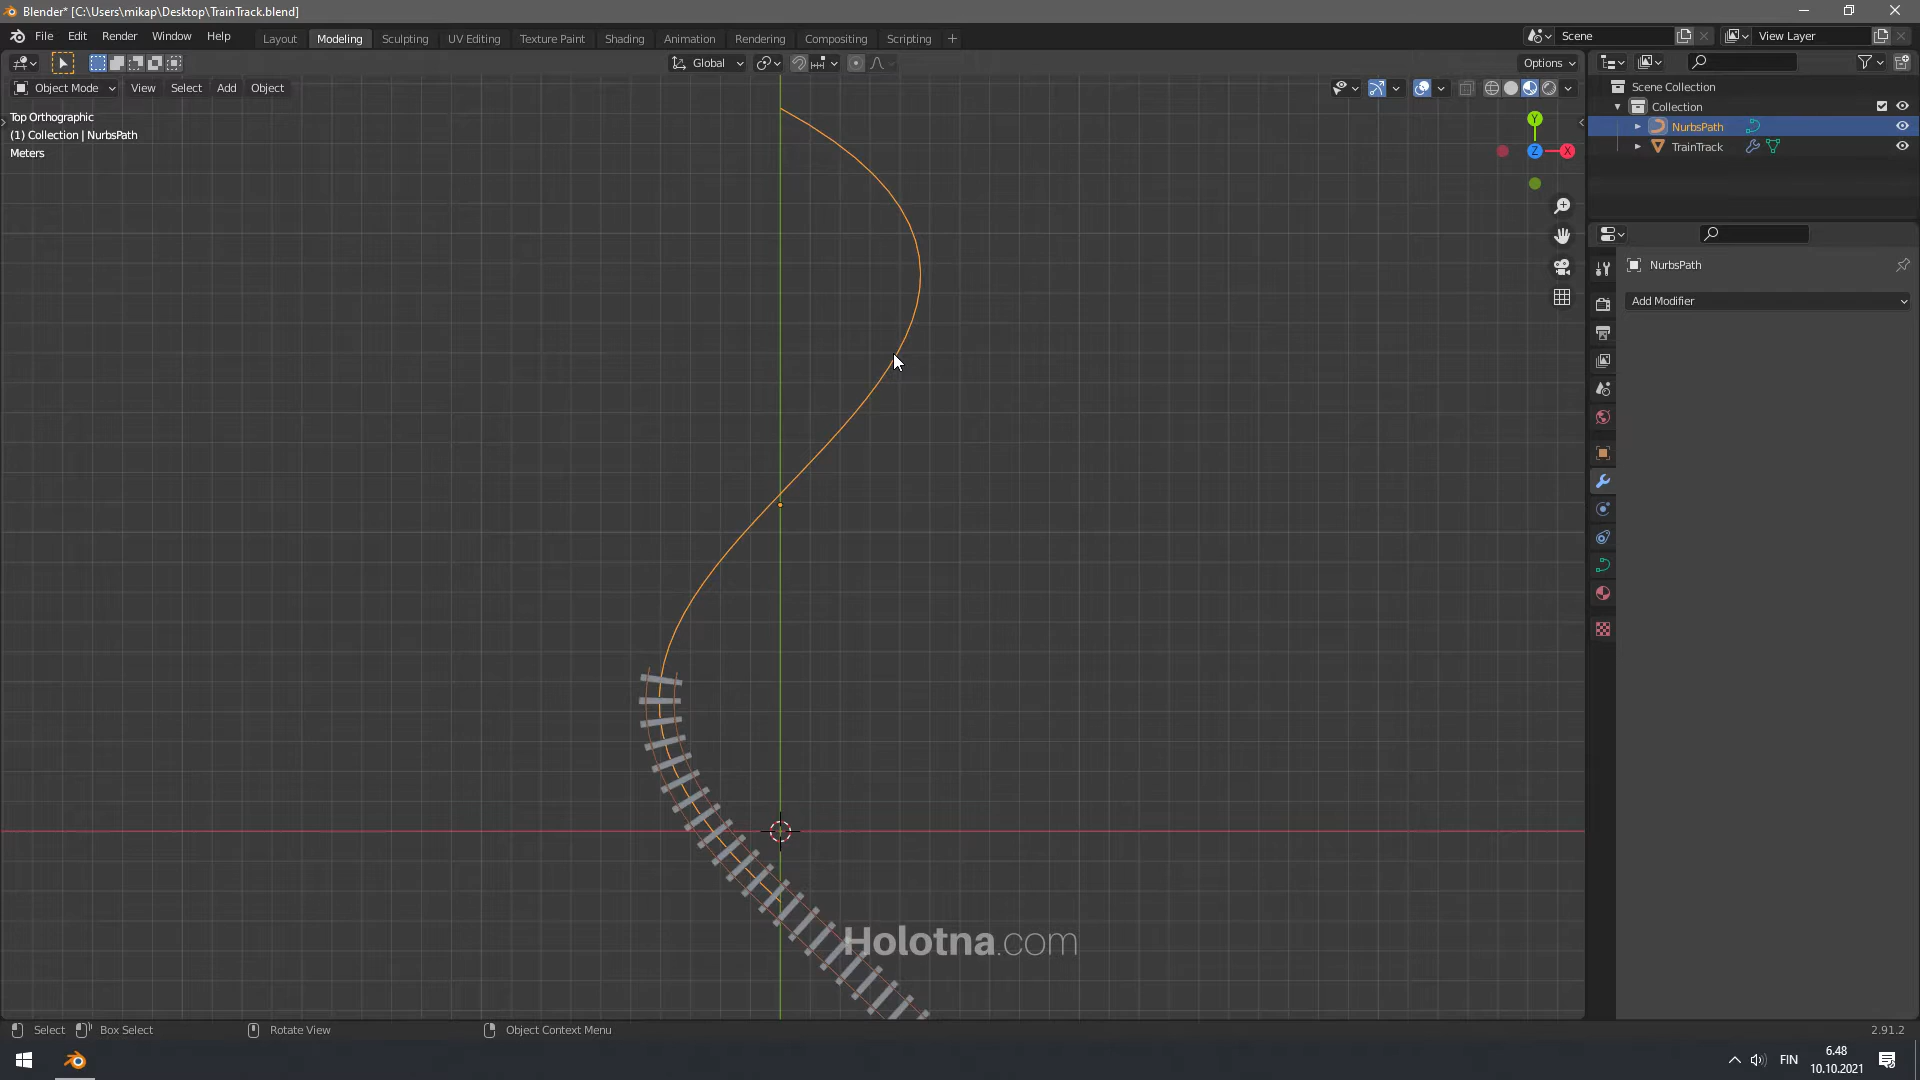 Blender* [C:\Users\mikap\Desktop\TrainTrack.blend]
File Edit Render Window Help Layout Modeling Sculpting UV Editing Texture Paint Shading Animation Rendering Compositing Scripting + Scene View Layer
Global Options
Object Mode View Select Add Object
Top Orthographic
(1) Collection | NurbsPath
Meters
Y
Z
X
Scene Collection
Collection
NurbsPath
TrainTrack
NurbsPath
Add Modifier
Holotna.com
Select Box Select Rotate View Object Context Menu 2.91.2
FIN
6.48
10.10.2021